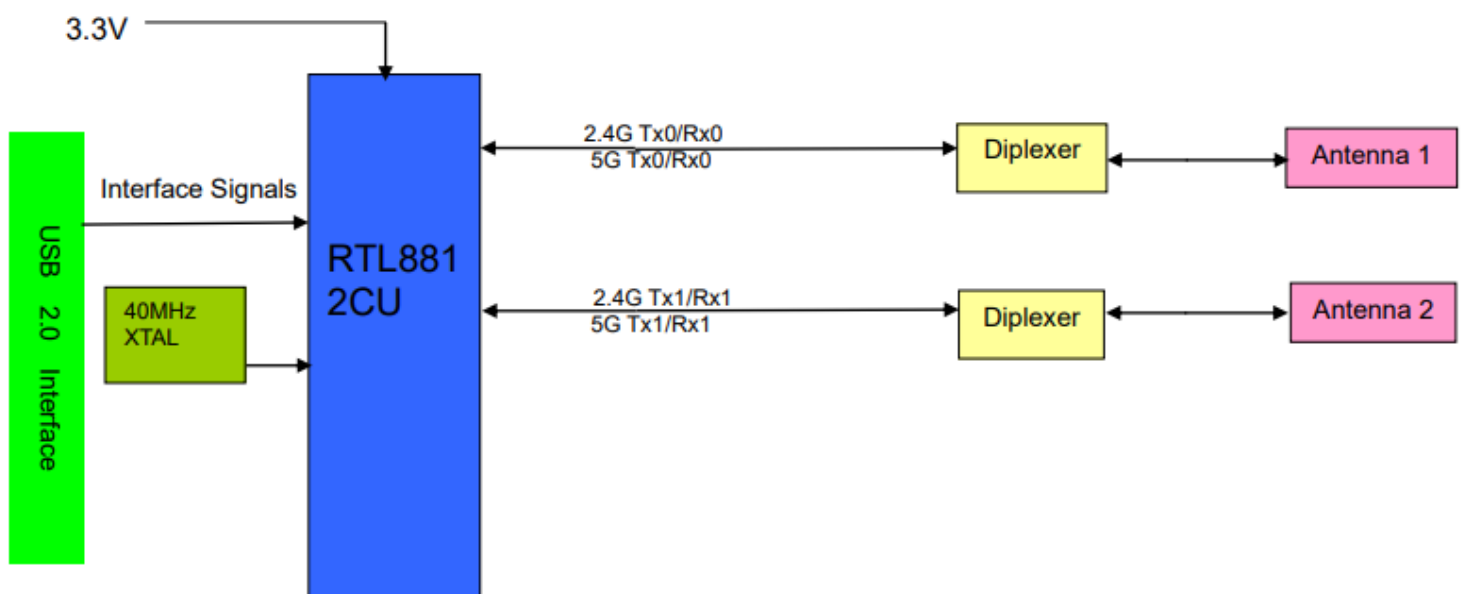 3.3V
2.4G Tx0/Rx0
5G Tx0/Rx0
Diplexer
Antenna 1
Interface Signals
USB 2.0 Interface
RTL881
2CU
40MHz
XTAL
2.4G Tx1/Rx1
5G Tx1/Rx1
Diplexer
Antenna 2